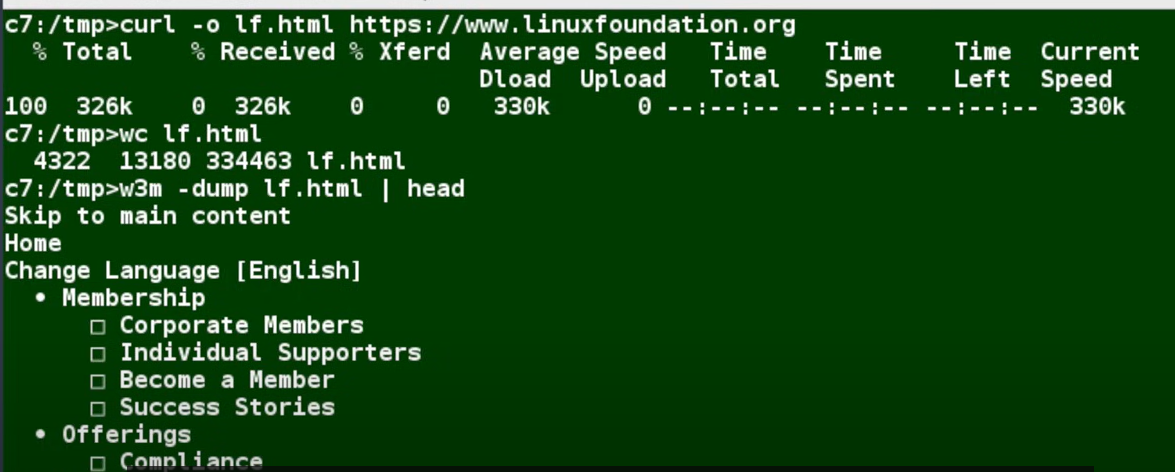 c7:/tmp>curl -o lf.html https://www.linuxfoundation.org
  % Total    % Received % Xferd  Average Speed   Time    Time     Time  Current
                                 Dload  Upload   Total   Spent    Left  Speed
100  326k    0  326k    0     0   330k      0 --:--:-- --:--:-- --:--:--  330k
c7:/tmp>wc lf.html
  4322  13180 334463 lf.html
c7:/tmp>w3m -dump lf.html | head
Skip to main content
Home
Change Language [English]
  • Membership
      □ Corporate Members
      □ Individual Supporters
      □ Become a Member
      □ Success Stories
  • Offerings
      □ Compliance